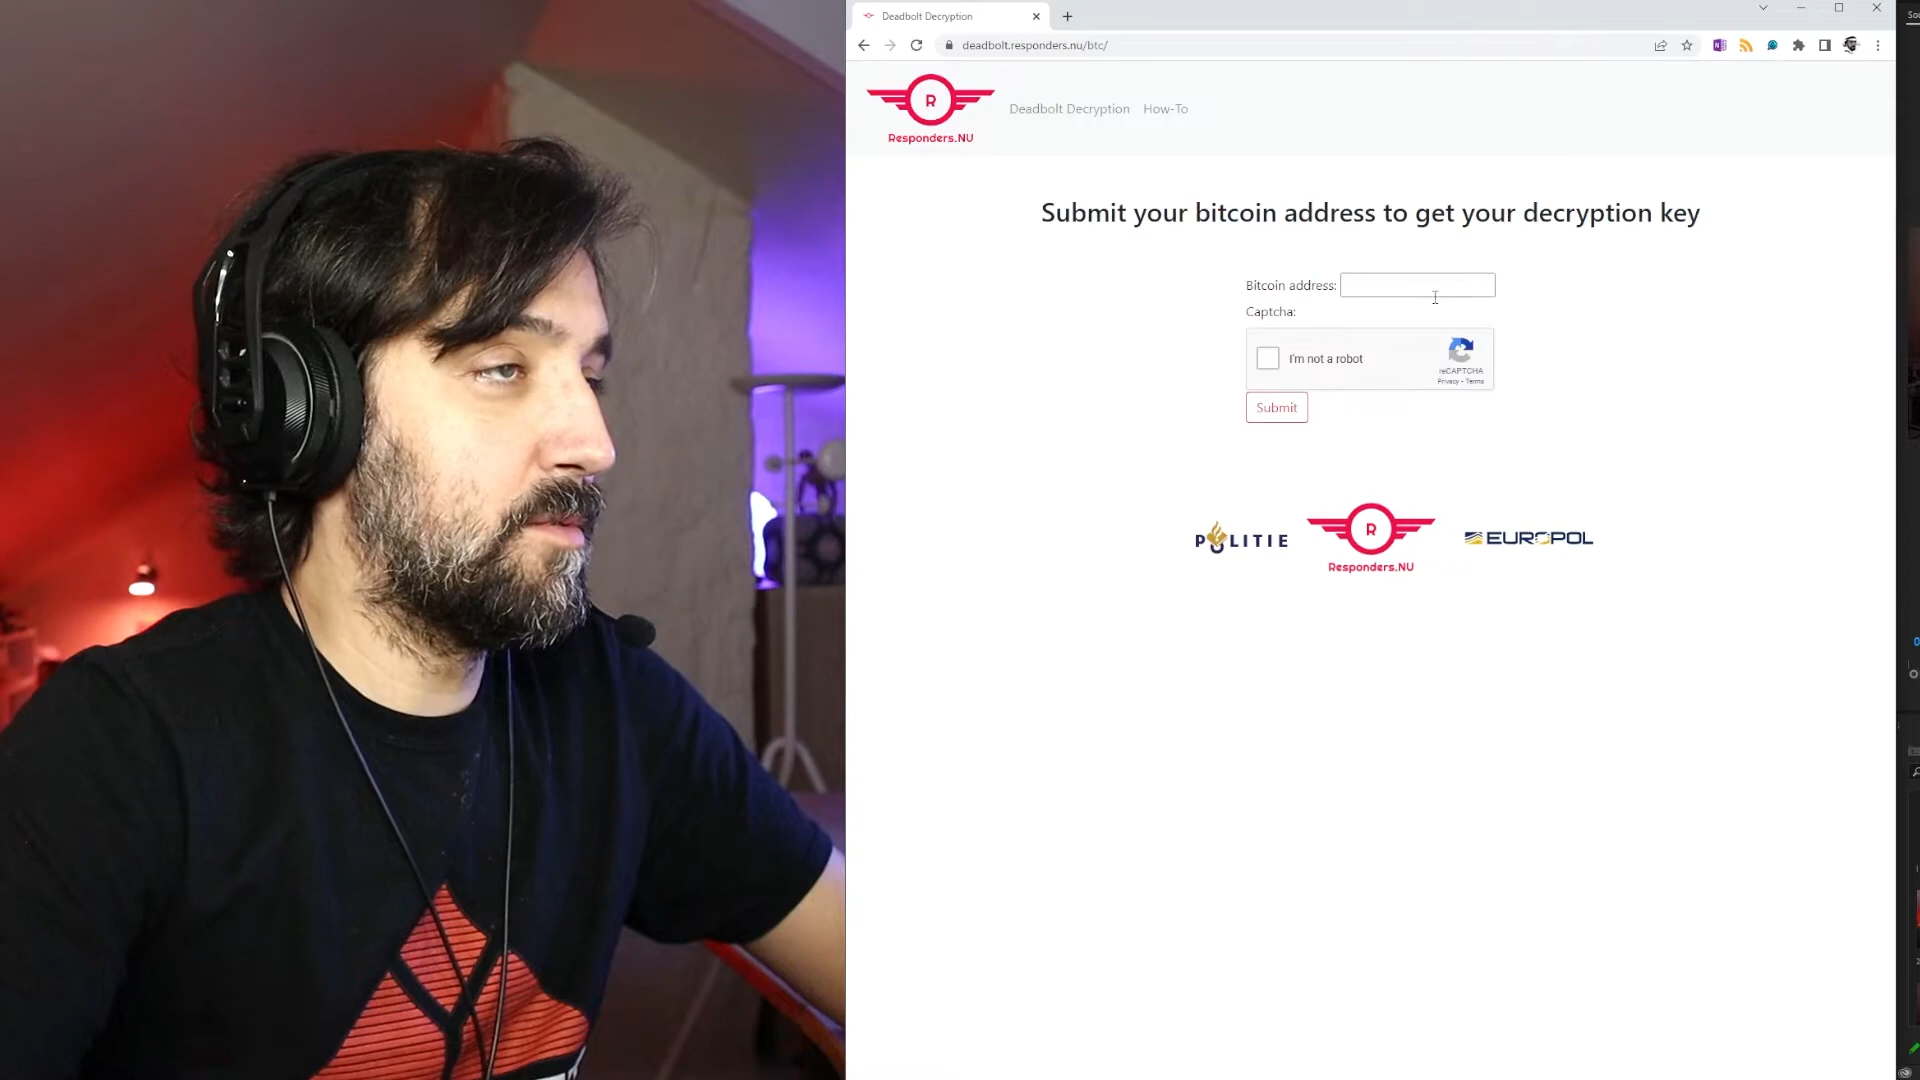 Deadbolt Decryption
deadbolt.responders.nu/btc/
R
Responders.NU
Deadbolt Decryption How-To
Submit your bitcoin address to get your decryption key
Bitcoin address:
Captcha:
I'm not a robot
reCAPTCHA
Privacy - Terms
Submit
POLITIE
R
Responders.NU
EUROPOL